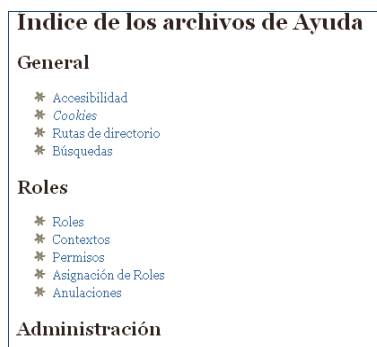 Índice de los archivos de Ayuda
General
Accesibilidad
Cookies
Rutas de directorio
Búsquedas
Roles
Roles
Contextos
Permisos
Asignación de Roles
Anulaciones
Administración